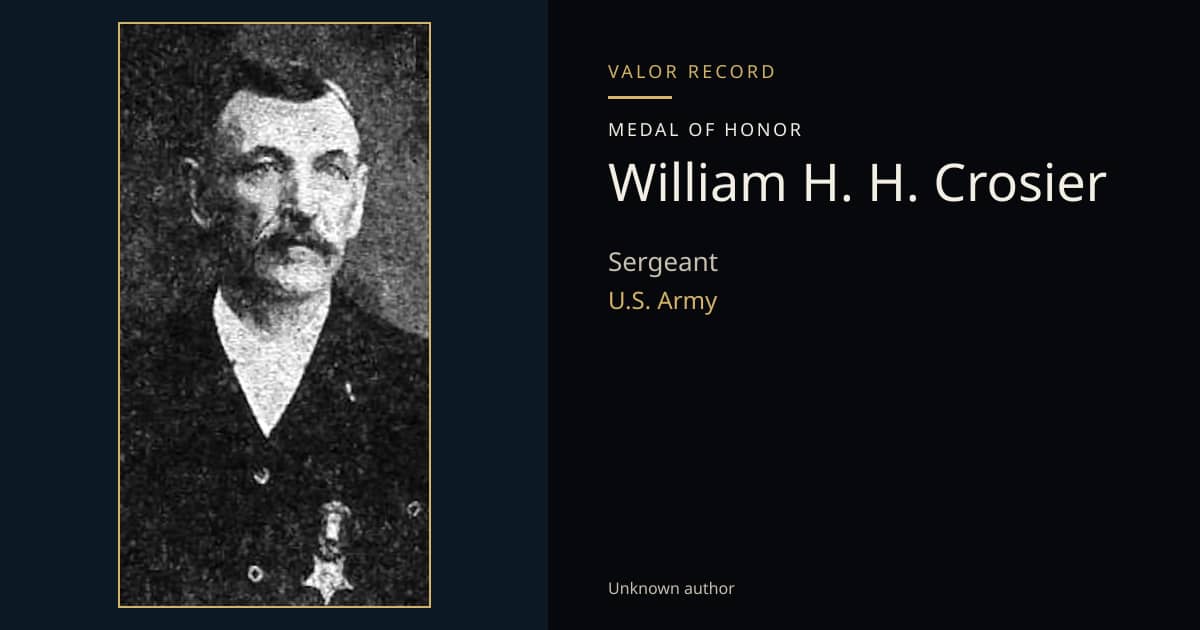 VALOR RECORD
MEDAL OF HONOR
William H. H. Crosier
Sergeant
U.S. Army
Unknown author